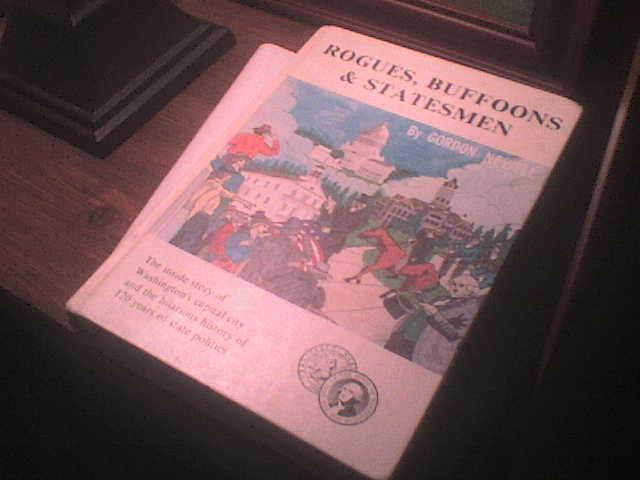 ROGUES, BUFFOONS
& STATESMEN
By GORDON NEWELL
The inside story of
Washington's capital city
and the hilarious history of
120 years of state politics